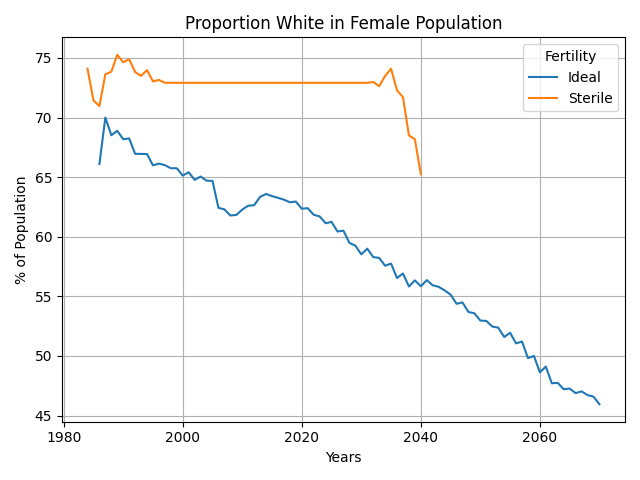 Proportion White in Female Population
Fertility
Ideal
Sterile
75
70
65
60
55
50
45
% of Population
1980
2000
2020
2040
2060
Years